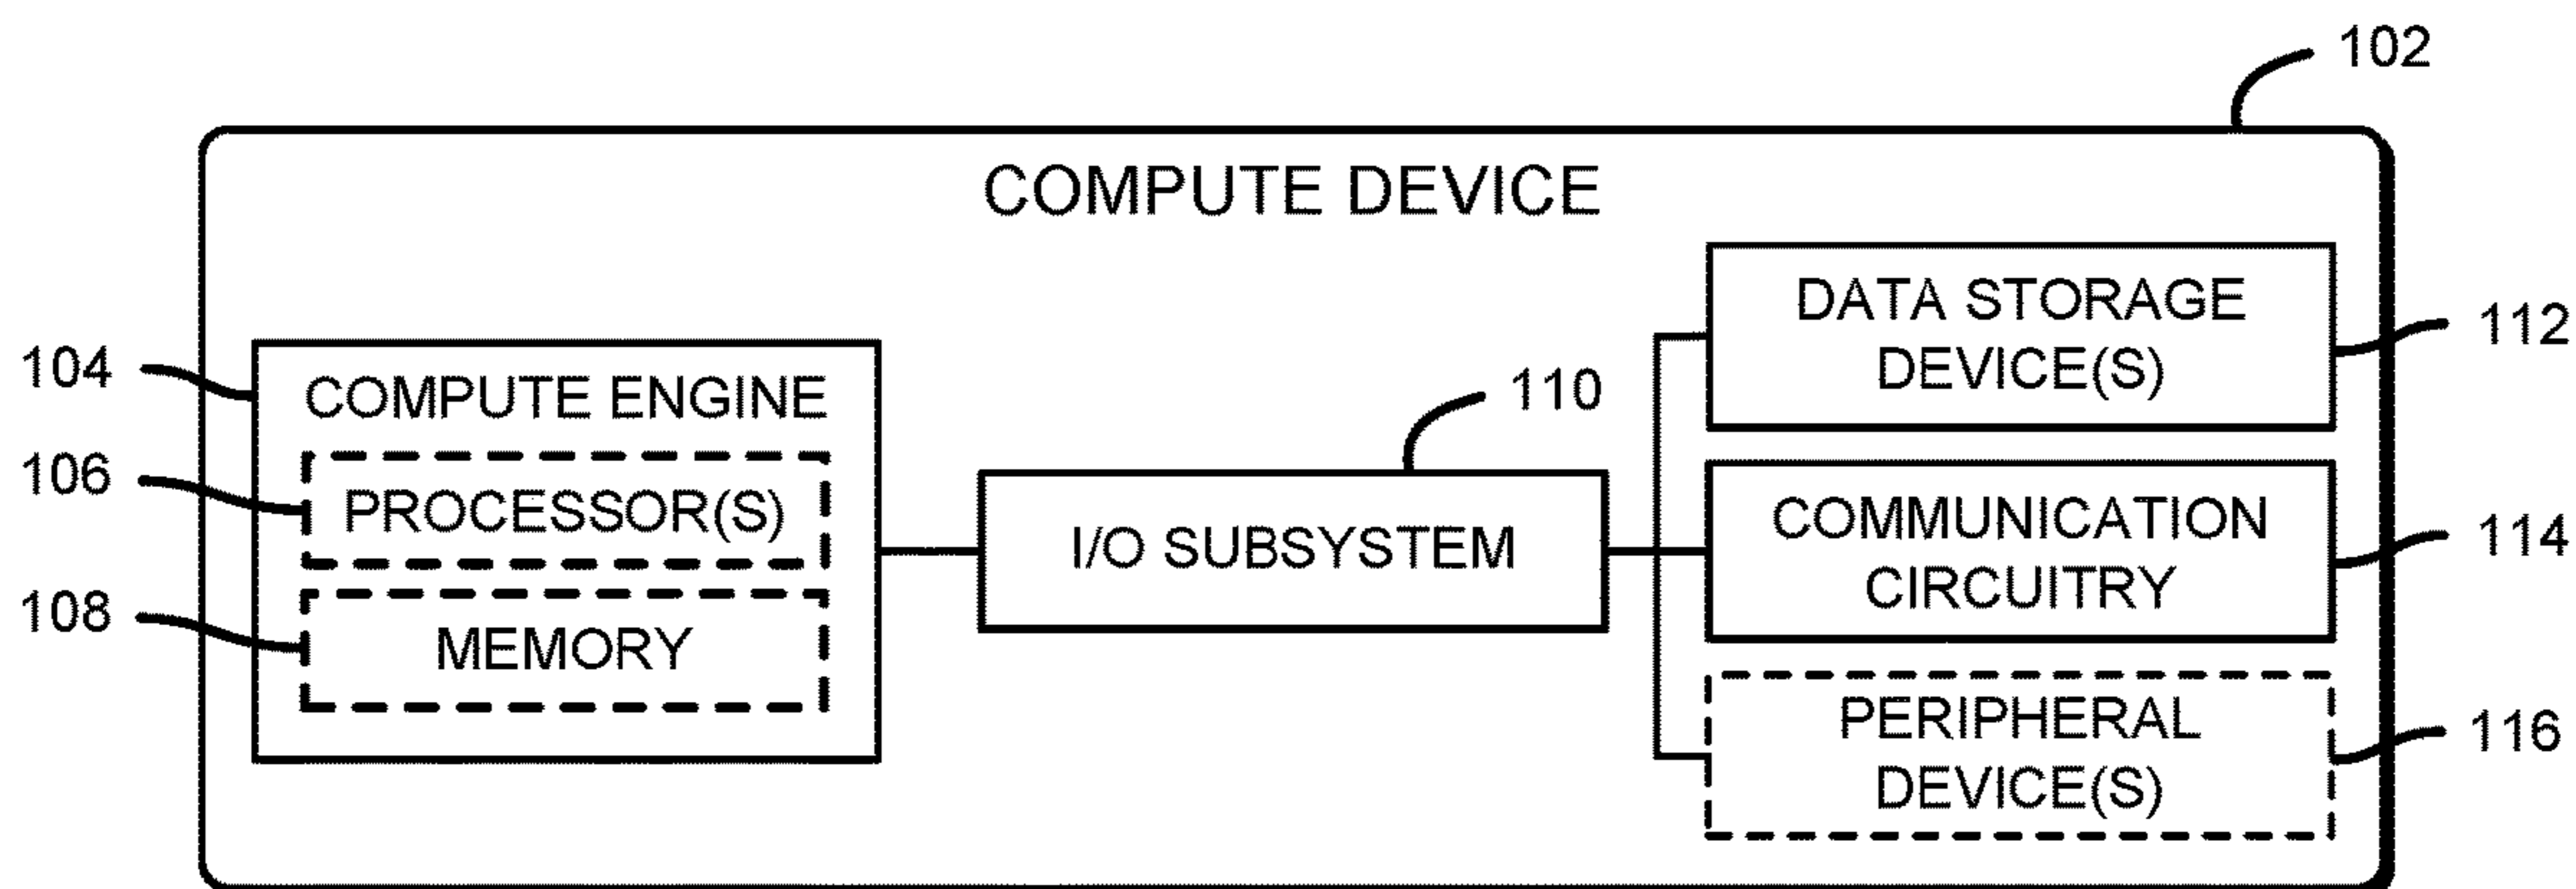 102
COMPUTE DEVICE
104
COMPUTE ENGINE
106
PROCESSOR(S)
108
MEMORY
110
I/O SUBSYSTEM
DATA STORAGE
DEVICE(S)
112
COMMUNICATION
CIRCUITRY
114
PERIPHERAL
DEVICE(S)
116